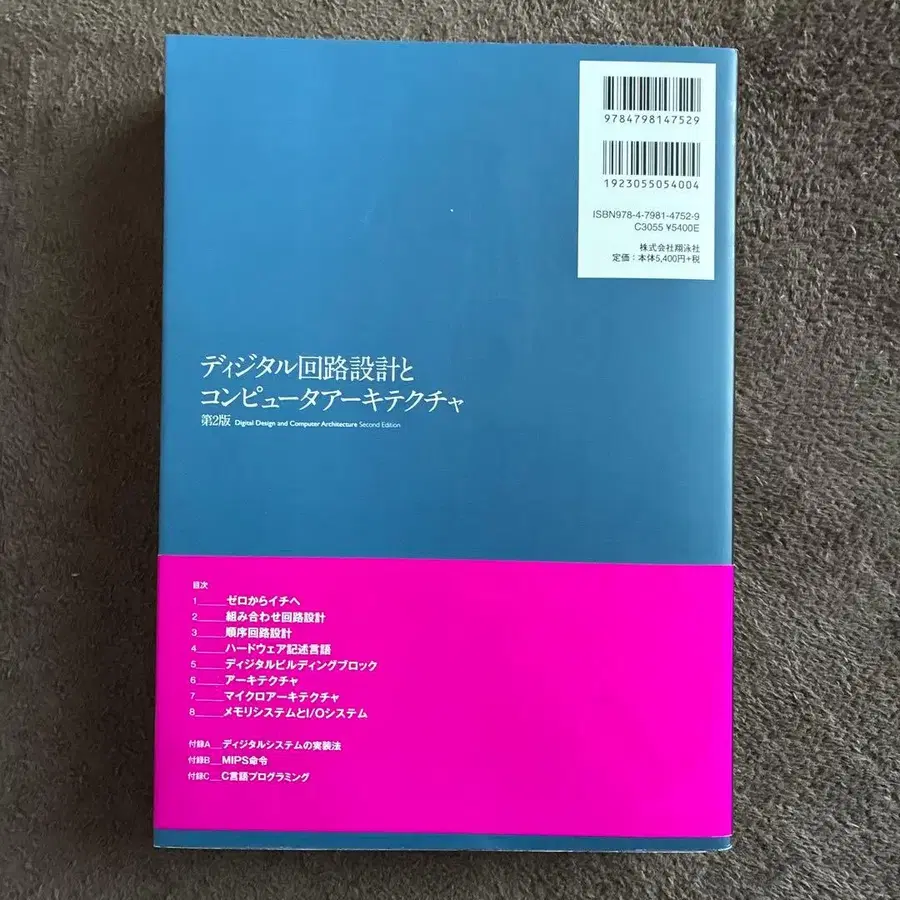 9784798147529
1923055054004
ISBN978-4-7981-4752-9
C3055 ¥5400E
株式会社翔泳社
定価：本体5,400円+税
ディジタル回路設計と
コンピュータアーキテクチャ
第2版 Digital Design and Computer Architecture Second Edition
目次
1 ゼロからイチへ
2 組み合わせ回路設計
3 順序回路設計
4 ハードウェア記述言語
5 ディジタルビルディングブロック
6 アーキテクチャ
7 マイクロアーキテクチャ
8 メモリシステムとI/Oシステム
付録A ディジタルシステムの実装法
付録B MIPS命令
付録C C言語プログラミング